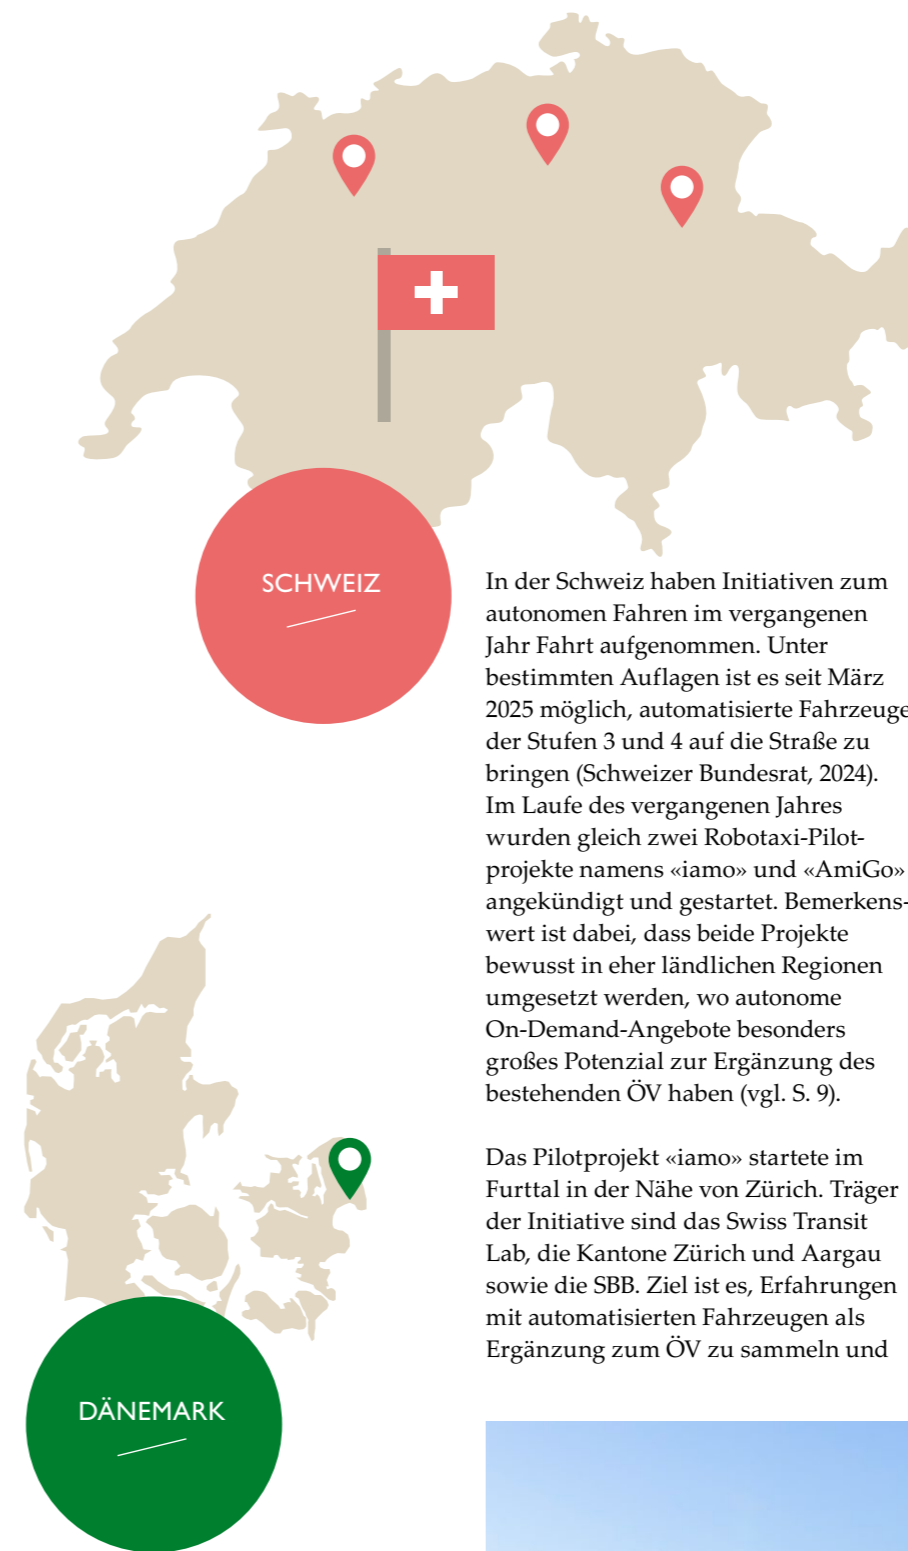 SCHWEIZ
In der Schweiz haben Initiativen zum
autonomen Fahren im vergangenen
Jahr Fahrt aufgenommen. Unter
bestimmten Auflagen ist es seit März
2025 möglich, automatisierte Fahrzeuge
der Stufen 3 und 4 auf die Straße zu
bringen (Schweizer Bundesrat, 2024).
Im Laufe des vergangenen Jahres
wurden gleich zwei Robotaxi-Pilot-
projekte namens «iamo» und «AmiGo»
angekündigt und gestartet. Bemerkens-
wert ist dabei, dass beide Projekte
bewusst in eher ländlichen Regionen
umgesetzt werden, wo autonome
On-Demand-Angebote besonders
großes Potenzial zur Ergänzung des
bestehenden ÖV haben (vgl. S. 9).
Das Pilotprojekt «iamo» startete im
Furttal in der Nähe von Zürich. Träger
der Initiative sind das Swiss Transit
Lab, die Kantone Zürich und Aargau
sowie die SBB. Ziel ist es, Erfahrungen
mit automatisierten Fahrzeugen als
Ergänzung zum ÖV zu sammeln und
DÄNEMARK